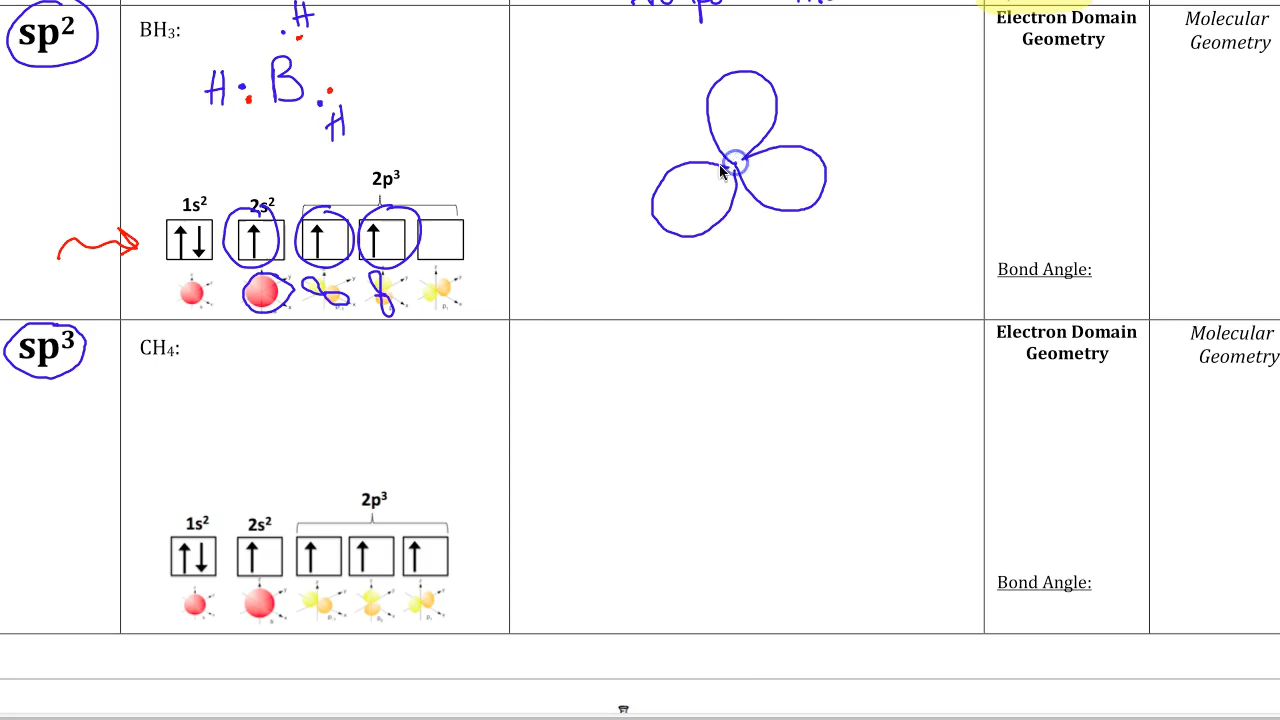 sp²
BH₃:
H
H : B :
H
Electron Domain
Geometry
Molecular
Geometry
2p³
1s² 2s²
Bond Angle:
sp³
CH₄:
Electron Domain
Geometry
Molecular
Geometry
2p³
1s² 2s²
Bond Angle: